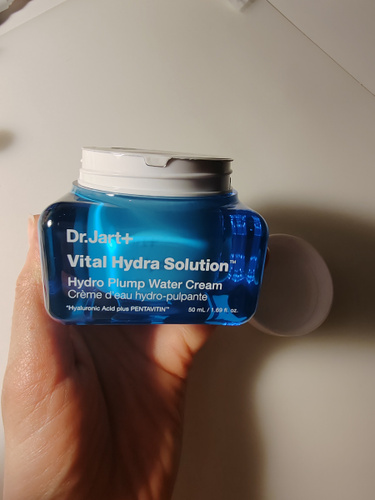 Dr.Jart+
Vital Hydra Solution™
Hydro Plump Water Cream
Crème d'eau hydro-pulpante
"Hyaluronic Acid plus PENTAVITIN™
50 mL / 1.69 fl. oz.